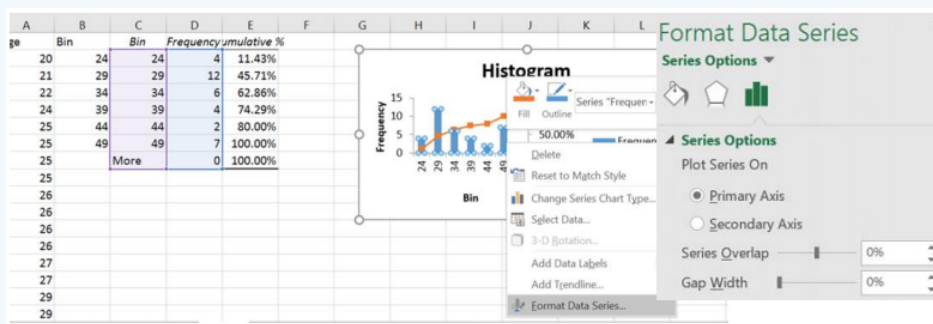 A B C D E F G H I J K L
ge Bin Bin Frequency umulative %
20 24 24 4 11.43%
21 29 29 12 45.71%
22 34 34 6 62.86%
24 39 39 4 74.29%
25 44 44 2 80.00%
25 49 49 7 100.00%
25 More 0 100.00%
25
26
26
26
26
27
27
29
29
Histogram
Frequency
15
10
5
0
24 29 34 39 44 49
Bin
50.00%
Frequen
Fill Outline
Series "Frequen
Delete
Reset to Match Style
Change Series Chart Type...
Select Data...
3-D Rotation...
Add Data Labels
Add Trendline...
Format Data Series...
Format Data Series
Series Options
Series Options
Plot Series On
Primary Axis
Secondary Axis
Series Overlap 0%
Gap Width 0%